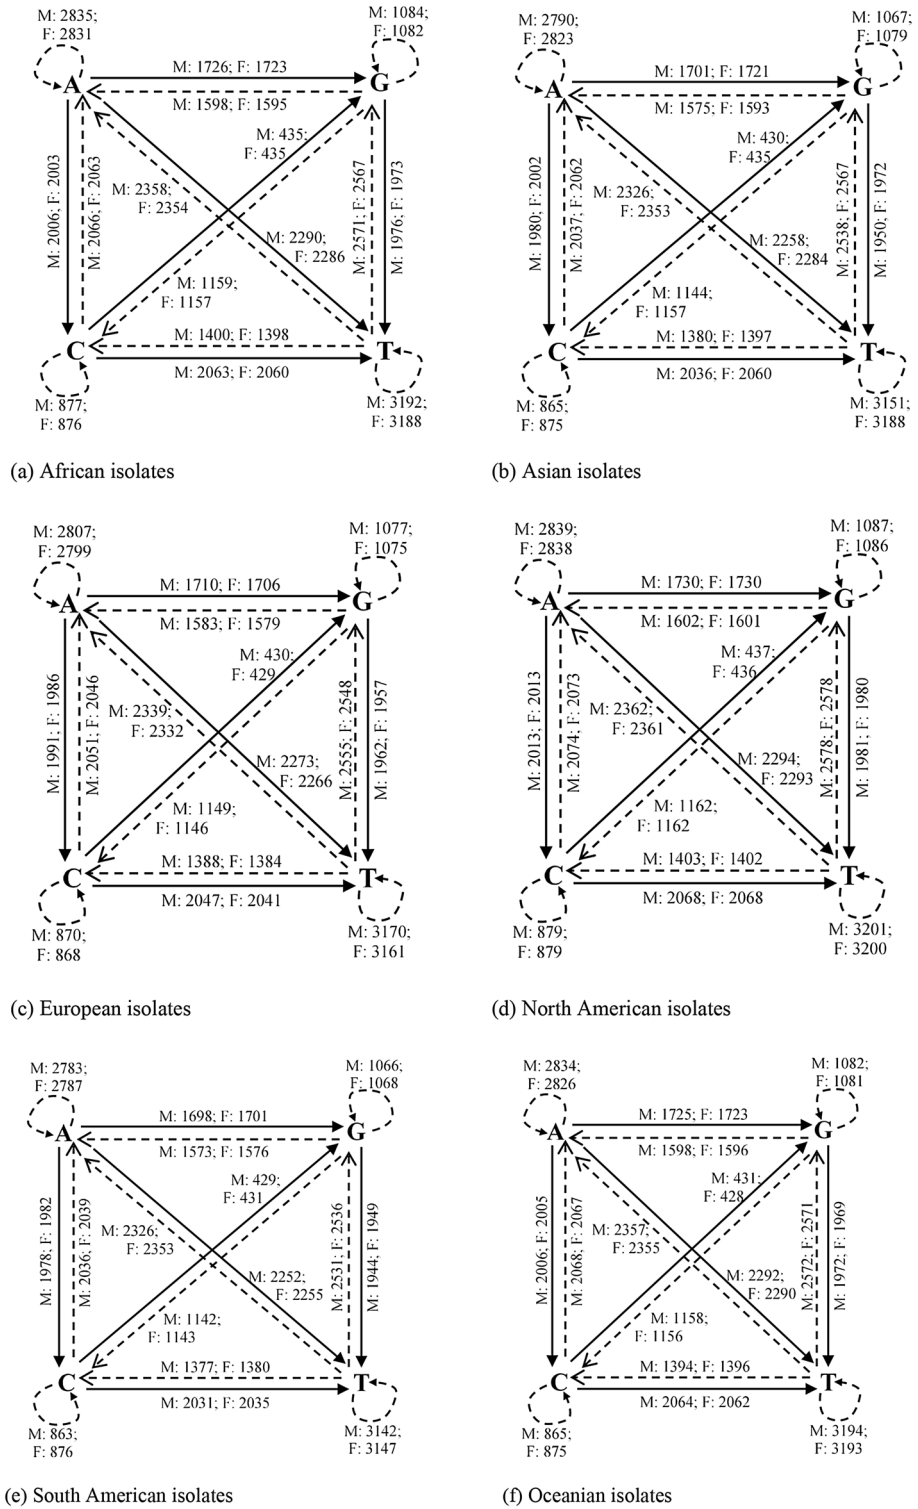 M: 2835;
F: 2831
M: 1084;
F: 1082
A
M: 1726; F: 1723
G
M: 1598; F: 1595
M: 435;
F: 435
M: 2006; F: 2003
M: 2066; F: 2063
M: 2358;
F: 2354
M: 2571; F: 2567
M: 1976; F: 1973
M: 2290;
F: 2286
M: 1159;
F: 1157
C
M: 1400; F: 1398
T
M: 2063; F: 2060
M: 877;
F: 876
M: 3192;
F: 3188
(a) African isolates
M: 2790;
F: 2823
M: 1067;
F: 1079
A
M: 1701; F: 1721
G
M: 1575; F: 1593
M: 430;
F: 435
M: 1980; F: 2002
M: 2037; F: 2062
M: 2326;
F: 2353
M: 2538; F: 2567
M: 1950; F: 1972
M: 2258;
F: 2284
M: 1144;
F: 1157
C
M: 1380; F: 1397
T
M: 2036; F: 2060
M: 865;
F: 875
M: 3151;
F: 3188
(b) Asian isolates
M: 2807;
F: 2799
M: 1077;
F: 1075
A
M: 1710; F: 1706
G
M: 1583; F: 1579
M: 430;
F: 429
M: 1991; F: 1986
M: 2051; F: 2046
M: 2339;
F: 2332
M: 2555; F: 2548
M: 1962; F: 1957
M: 2273;
F: 2266
M: 1149;
F: 1146
C
M: 1388; F: 1384
T
M: 2047; F: 2041
M: 870;
F: 868
M: 3170;
F: 3161
(c) European isolates
M: 2839;
F: 2838
M: 1087;
F: 1086
A
M: 1730; F: 1730
G
M: 1602; F: 1601
M: 437;
F: 436
M: 2013; F: 2013
M: 2074; F: 2073
M: 2362;
F: 2361
M: 2578; F: 2578
M: 1981; F: 1980
M: 2294;
F: 2293
M: 1162;
F: 1162
C
M: 1403; F: 1402
T
M: 2068; F: 2068
M: 879;
F: 879
M: 3201;
F: 3200
(d) North American isolates
M: 2783;
F: 2787
M: 1066;
F: 1068
A
M: 1698; F: 1701
G
M: 1573; F: 1576
M: 429;
F: 431
M: 1978; F: 1982
M: 2036; F: 2039
M: 2326;
F: 2353
M: 2531; F: 2536
M: 1944; F: 1949
M: 2252;
F: 2255
M: 1142;
F: 1143
C
M: 1377; F: 1380
T
M: 2031; F: 2035
M: 863;
F: 876
M: 3142;
F: 3147
(e) South American isolates
M: 2834;
F: 2826
M: 1082;
F: 1081
A
M: 1725; F: 1723
G
M: 1598; F: 1596
M: 431;
F: 428
M: 2006; F: 2005
M: 2068; F: 2067
M: 2357;
F: 2355
M: 2572; F: 2571
M: 1972; F: 1969
M: 2292;
F: 2290
M: 1158;
F: 1156
C
M: 1394; F: 1396
T
M: 2064; F: 2062
M: 865;
F: 875
M: 3194;
F: 3193
(f) Oceanian isolates